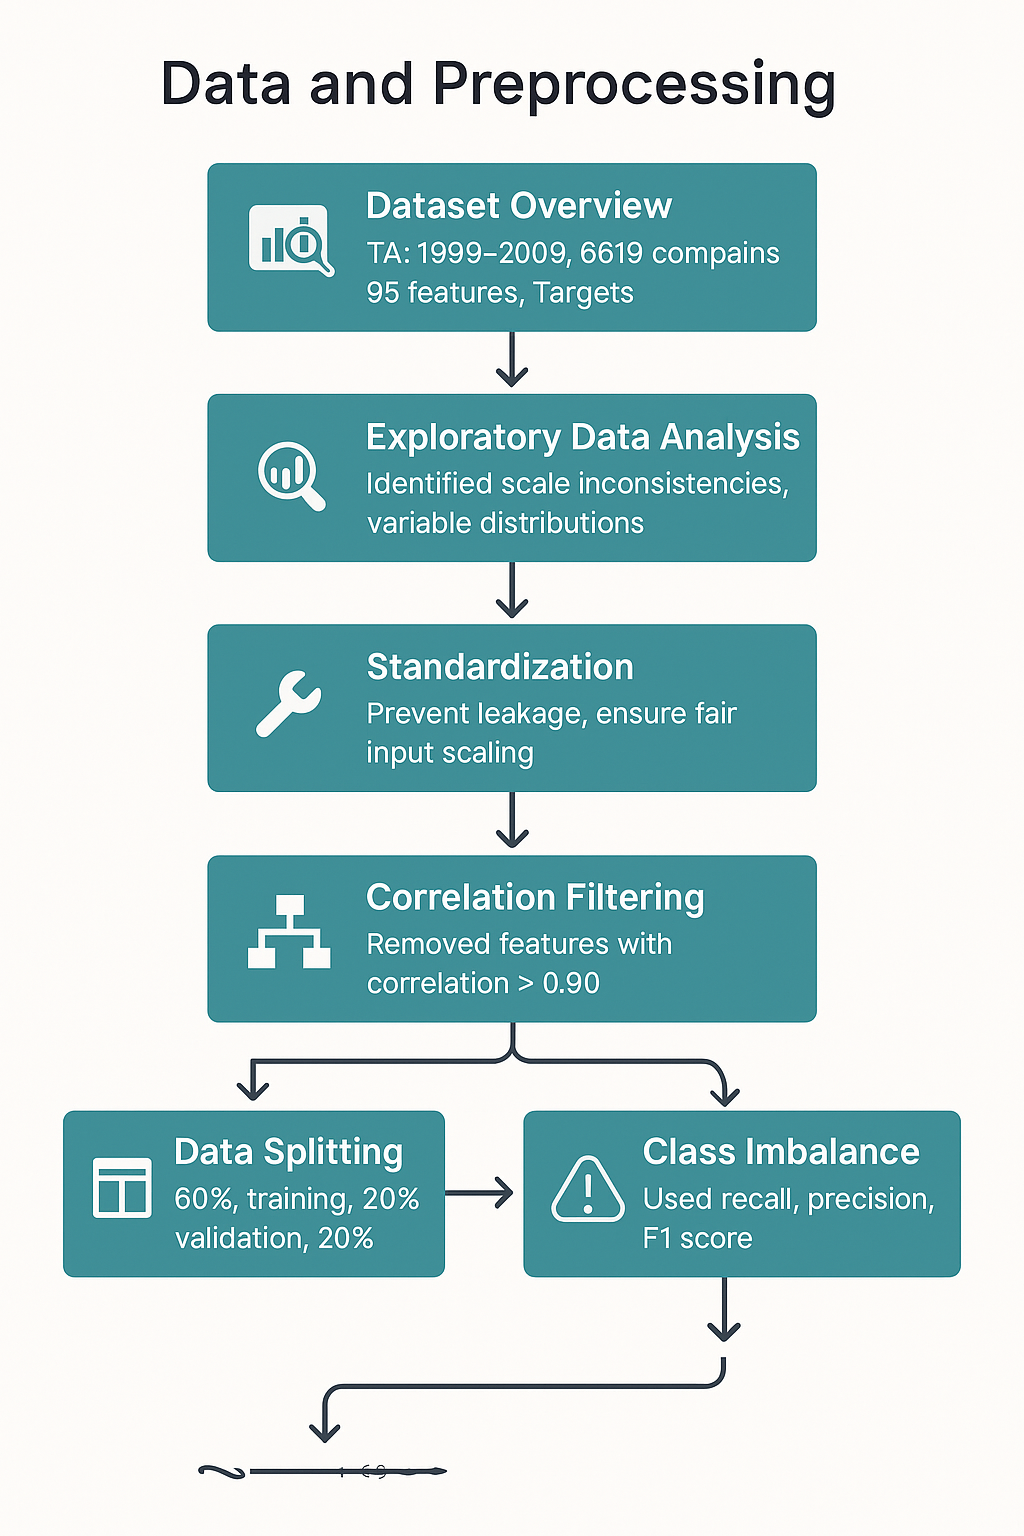 Data and Preprocessing
Dataset Overview
TA: 1999–2009, 6619 compains
95 features, Targets
Exploratory Data Analysis
Identified scale inconsistencies,
variable distributions
Standardization
Prevent leakage, ensure fair
input scaling
Correlation Filtering
Removed features with
correlation > 0.90
Data Splitting
60%, training, 20%
validation, 20%
Class Imbalance
Used recall, precision,
F1 score